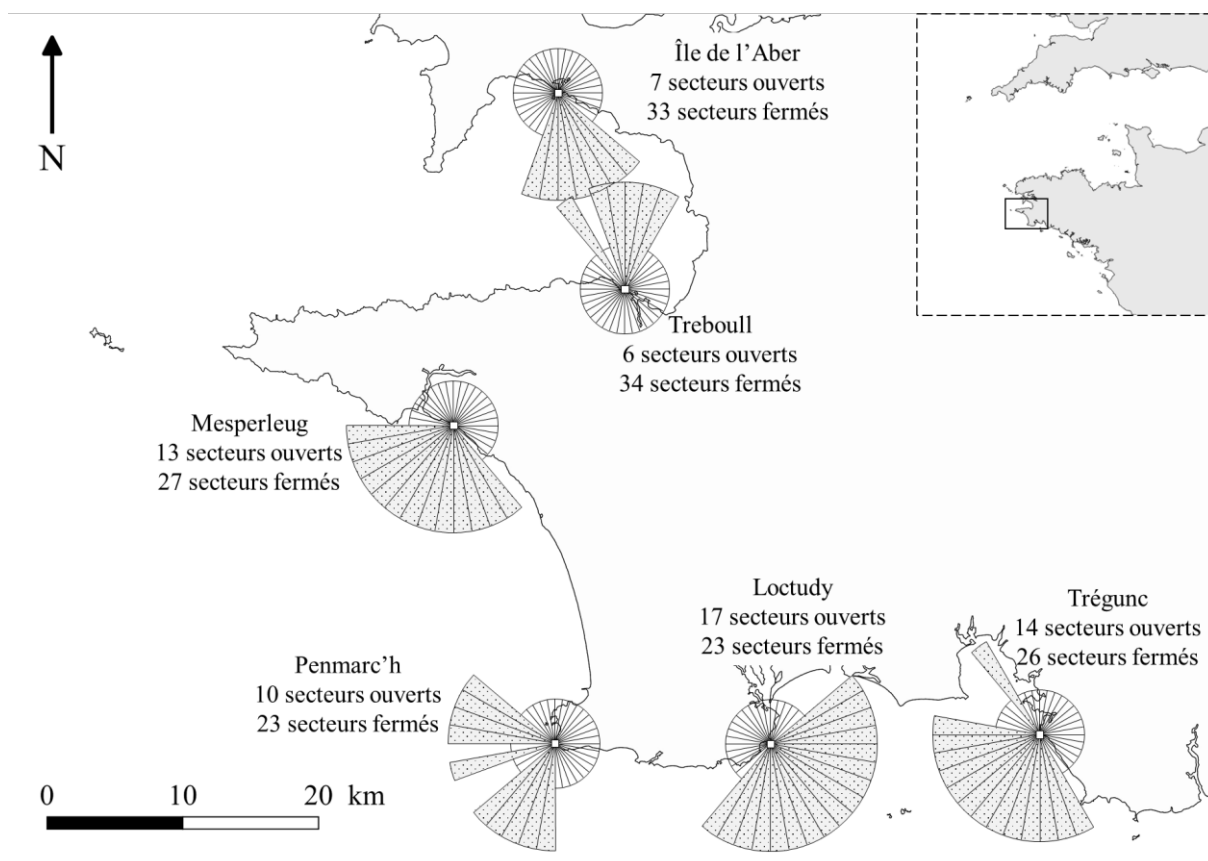 N
Île de l’Aber
7 secteurs ouverts
33 secteurs fermés
Treboull
6 secteurs ouverts
34 secteurs fermés
Mesperleug
13 secteurs ouverts
27 secteurs fermés
Loctudy
17 secteurs ouverts
23 secteurs fermés
Trégunc
14 secteurs ouverts
26 secteurs fermés
Penmarc’h
10 secteurs ouverts
23 secteurs fermés
0 10 20 km